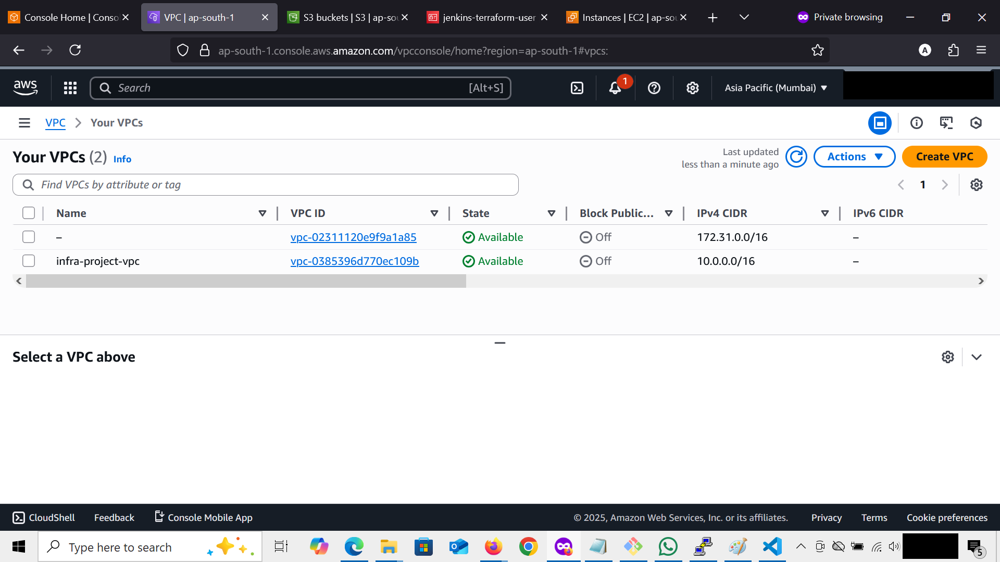 Console Home | Conso
VPC | ap-south-1
S3 buckets | S3 | ap-sou
jenkins-terraform-user
Instances | EC2 | ap-sou
Private browsing
ap-south-1.console.aws.amazon.com/vpcconsole/home?region=ap-south-1#vpcs:
A
aws
Search
[Alt+S]
1
Asia Pacific (Mumbai)
VPC > Your VPCs
Your VPCs (2) Info
Last updated
less than a minute ago
Actions
Create VPC
Find VPCs by attribute or tag
1
Name VPC ID State Block Public... IPv4 CIDR IPv6 CIDR
– vpc-02311120e9f9a1a85 Available Off 172.31.0.0/16 –
infra-project-vpc vpc-0385396d770ec109b Available Off 10.0.0.0/16 –
Select a VPC above
CloudShell Feedback Console Mobile App © 2025, Amazon Web Services, Inc. or its affiliates. Privacy Terms Cookie preferences
Type here to search
5